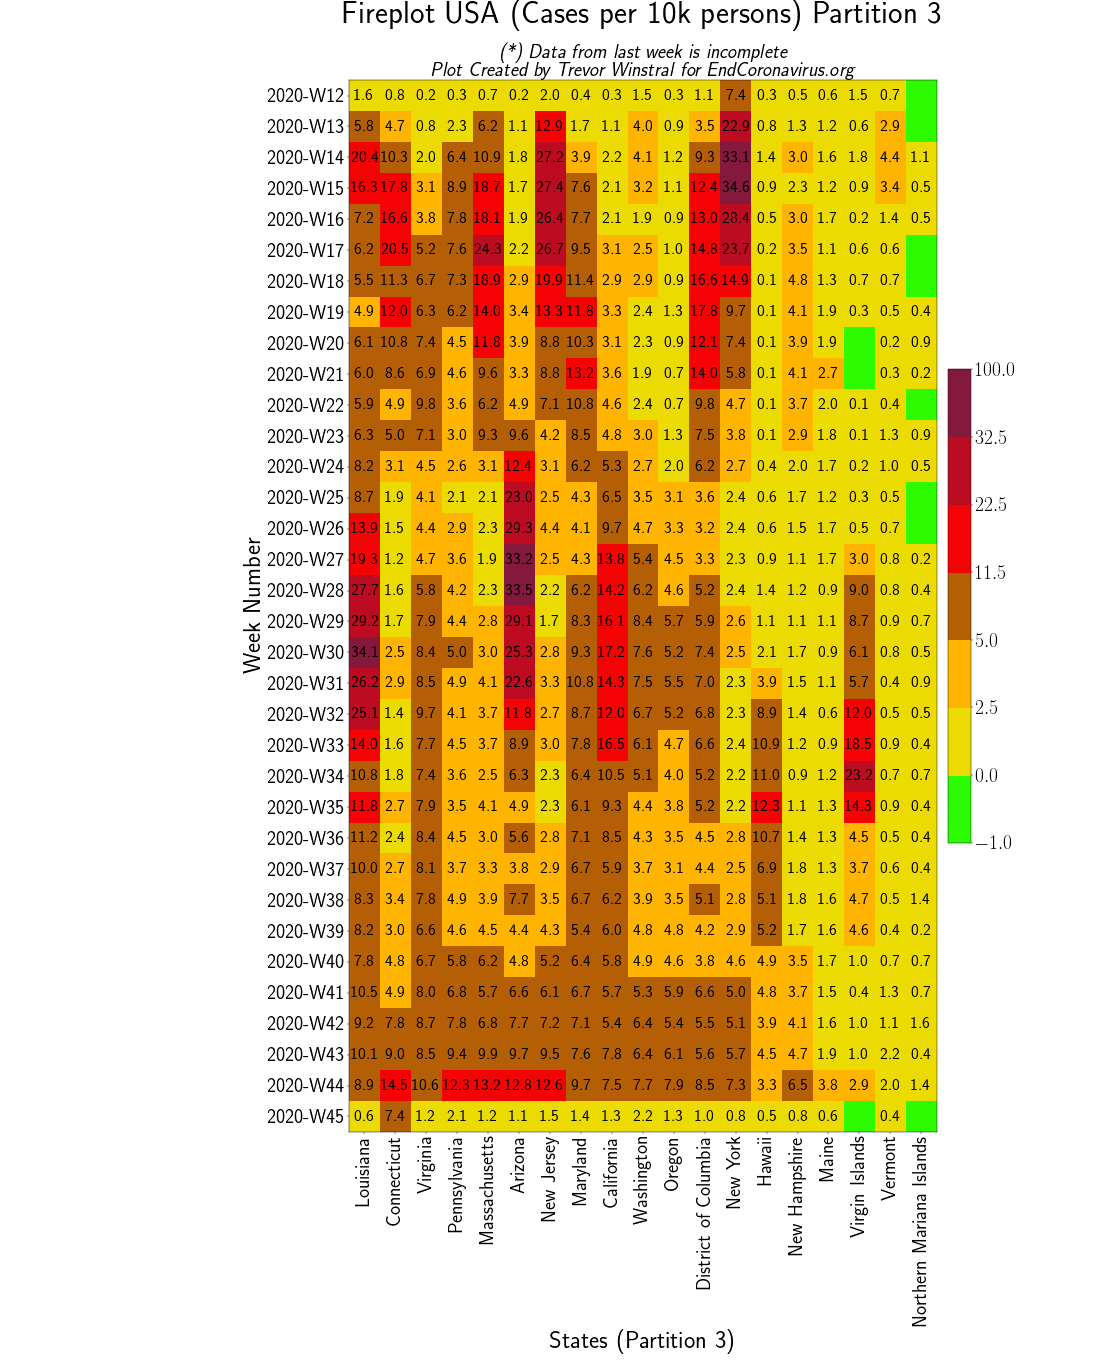 Fireplot USA (Cases per 10k persons) Partition 3
(*) Data from last week is incomplete
Plot Created by Trevor Winstral for EndCoronavirus.org
2020-W12 1.6 0.8 0.2 0.3 0.7 0.2 2.0 0.4 0.3 1.5 0.3 1.1 7.4 0.3 0.5 0.6 1.5 0.7
2020-W13 5.8 4.7 0.8 2.3 6.2 1.1 12.9 1.7 1.1 4.0 0.9 3.5 22.9 0.8 1.3 1.2 0.6 2.9
2020-W14 20.4 10.3 2.0 6.4 10.9 1.8 27.2 3.9 2.2 4.1 1.2 9.3 33.1 1.4 3.0 1.6 1.8 4.4 1.1
2020-W15 16.3 17.8 3.1 8.9 18.7 1.7 27.4 7.6 2.1 3.2 1.1 12.4 34.6 0.9 2.3 1.2 0.9 3.4 0.5
2020-W16 7.2 16.6 3.8 7.8 18.1 1.9 26.4 7.7 2.1 1.9 0.9 13.0 28.4 0.5 3.0 1.7 0.2 1.4 0.5
2020-W17 6.2 20.5 5.2 7.6 24.3 2.2 26.7 9.5 3.1 2.5 1.0 14.8 23.7 0.2 3.5 1.1 0.6 0.6
2020-W18 5.5 11.3 6.7 7.3 18.9 2.9 19.9 11.4 2.9 2.9 0.9 16.6 14.9 0.1 4.8 1.3 0.7 0.7
2020-W19 4.9 12.0 6.3 6.2 14.0 3.4 13.3 11.8 3.3 2.4 1.3 17.8 9.7 0.1 4.1 1.9 0.3 0.5 0.4
2020-W20 6.1 10.8 7.4 4.5 11.8 3.9 8.8 10.3 3.1 2.3 0.9 12.1 7.4 0.1 3.9 1.9 0.2 0.9
2020-W21 6.0 8.6 6.9 4.6 9.6 3.3 8.8 13.2 3.6 1.9 0.7 14.0 5.8 0.1 4.1 2.7 0.3 0.2
2020-W22 5.9 4.9 9.8 3.6 6.2 4.9 7.1 10.8 4.6 2.4 0.7 9.8 4.7 0.1 3.7 2.0 0.1 0.4
2020-W23 6.3 5.0 7.1 3.0 9.3 9.6 4.2 8.5 4.8 3.0 1.3 7.5 3.8 0.1 2.9 1.8 0.1 1.3 0.9
2020-W24 8.2 3.1 4.5 2.6 3.1 12.4 3.1 6.2 5.3 2.7 2.0 6.2 2.7 0.4 2.0 1.7 0.2 1.0 0.5
2020-W25 8.7 1.9 4.1 2.1 2.1 23.0 2.5 4.3 6.5 3.5 3.1 3.6 2.4 0.6 1.7 1.2 0.3 0.5
2020-W26 13.9 1.5 4.4 2.9 2.3 29.3 4.4 4.1 9.7 4.7 3.3 3.2 2.4 0.6 1.5 1.7 0.5 0.7
2020-W27 19.3 1.2 4.7 3.6 1.9 33.2 2.5 4.3 13.8 5.4 4.5 3.3 2.3 0.9 1.1 1.7 3.0 0.8 0.2
2020-W28 27.7 1.6 5.8 4.2 2.3 33.5 2.2 6.2 14.2 6.2 4.6 5.2 2.4 1.4 1.2 0.9 9.0 0.8 0.4
2020-W29 29.2 1.7 7.9 4.4 2.8 29.1 1.7 8.3 16.1 8.4 5.7 5.9 2.6 1.1 1.1 1.1 8.7 0.9 0.7
2020-W30 34.1 2.5 8.4 5.0 3.0 25.3 2.8 9.3 17.2 7.6 5.2 7.4 2.5 2.1 1.7 0.9 6.1 0.8 0.5
2020-W31 26.2 2.9 8.5 4.9 4.1 22.6 3.3 10.8 14.3 7.5 5.5 7.0 2.3 3.9 1.5 1.1 5.7 0.4 0.9
2020-W32 25.1 1.4 9.7 4.1 3.7 11.8 2.7 8.7 12.0 6.7 5.2 6.8 2.3 8.9 1.4 0.6 12.0 0.5 0.5
2020-W33 14.0 1.6 7.7 4.5 3.7 8.9 3.0 7.8 16.5 6.1 4.7 6.6 2.4 10.9 1.2 0.9 18.5 0.9 0.4
2020-W34 10.8 1.8 7.4 3.6 2.5 6.3 2.3 6.4 10.5 5.1 4.0 5.2 2.2 11.0 0.9 1.2 23.2 0.7 0.7
2020-W35 11.8 2.7 7.9 3.5 4.1 4.9 2.3 6.1 9.3 4.4 3.8 5.2 2.2 12.3 1.1 1.3 14.3 0.9 0.4
2020-W36 11.2 2.4 8.4 4.5 3.0 5.6 2.8 7.1 8.5 4.3 3.5 4.5 2.8 10.7 1.4 1.3 4.5 0.5 0.4
2020-W37 10.0 2.7 8.1 3.7 3.3 3.8 2.9 6.7 5.9 3.7 3.1 4.4 2.5 6.9 1.8 1.3 3.7 0.6 0.4
2020-W38 8.3 3.4 7.8 4.9 3.9 7.7 3.5 6.7 6.2 3.9 3.5 5.1 2.8 5.1 1.8 1.6 4.7 0.5 1.4
2020-W39 8.2 3.0 6.6 4.6 4.5 4.4 4.3 5.4 6.0 4.8 4.8 4.2 2.9 5.2 1.7 1.6 4.6 0.4 0.2
2020-W40 7.8 4.8 6.7 5.8 6.2 4.8 5.2 6.4 5.8 4.9 4.6 3.8 4.6 4.9 3.5 1.7 1.0 0.7 0.7
2020-W41 10.5 4.9 8.0 6.8 5.7 6.6 6.1 6.7 5.7 5.3 5.9 6.6 5.0 4.8 3.7 1.5 0.4 1.3 0.7
2020-W42 9.2 7.8 8.7 7.8 6.8 7.7 7.2 7.1 5.4 6.4 5.4 5.5 5.1 3.9 4.1 1.6 1.0 1.1 1.6
2020-W43 10.1 9.0 8.5 9.4 9.9 9.7 9.5 7.6 7.8 6.4 6.1 5.6 5.7 4.5 4.7 1.9 1.0 2.2 0.4
2020-W44 8.9 14.5 10.6 12.3 13.2 12.8 12.6 9.7 7.5 7.7 7.9 8.5 7.3 3.3 6.5 3.8 2.9 2.0 1.4
2020-W45 0.6 7.4 1.2 2.1 1.2 1.1 1.5 1.4 1.3 2.2 1.3 1.0 0.8 0.5 0.8 0.6 0.4
Week Number
Louisiana
Connecticut
Virginia
Pennsylvania
Massachusetts
Arizona
New Jersey
Maryland
California
Washington
Oregon
District of Columbia
New York
Hawaii
New Hampshire
Maine
Virgin Islands
Vermont
Northern Mariana Islands
States (Partition 3)
100.0
32.5
22.5
11.5
5.0
2.5
0.0
−1.0